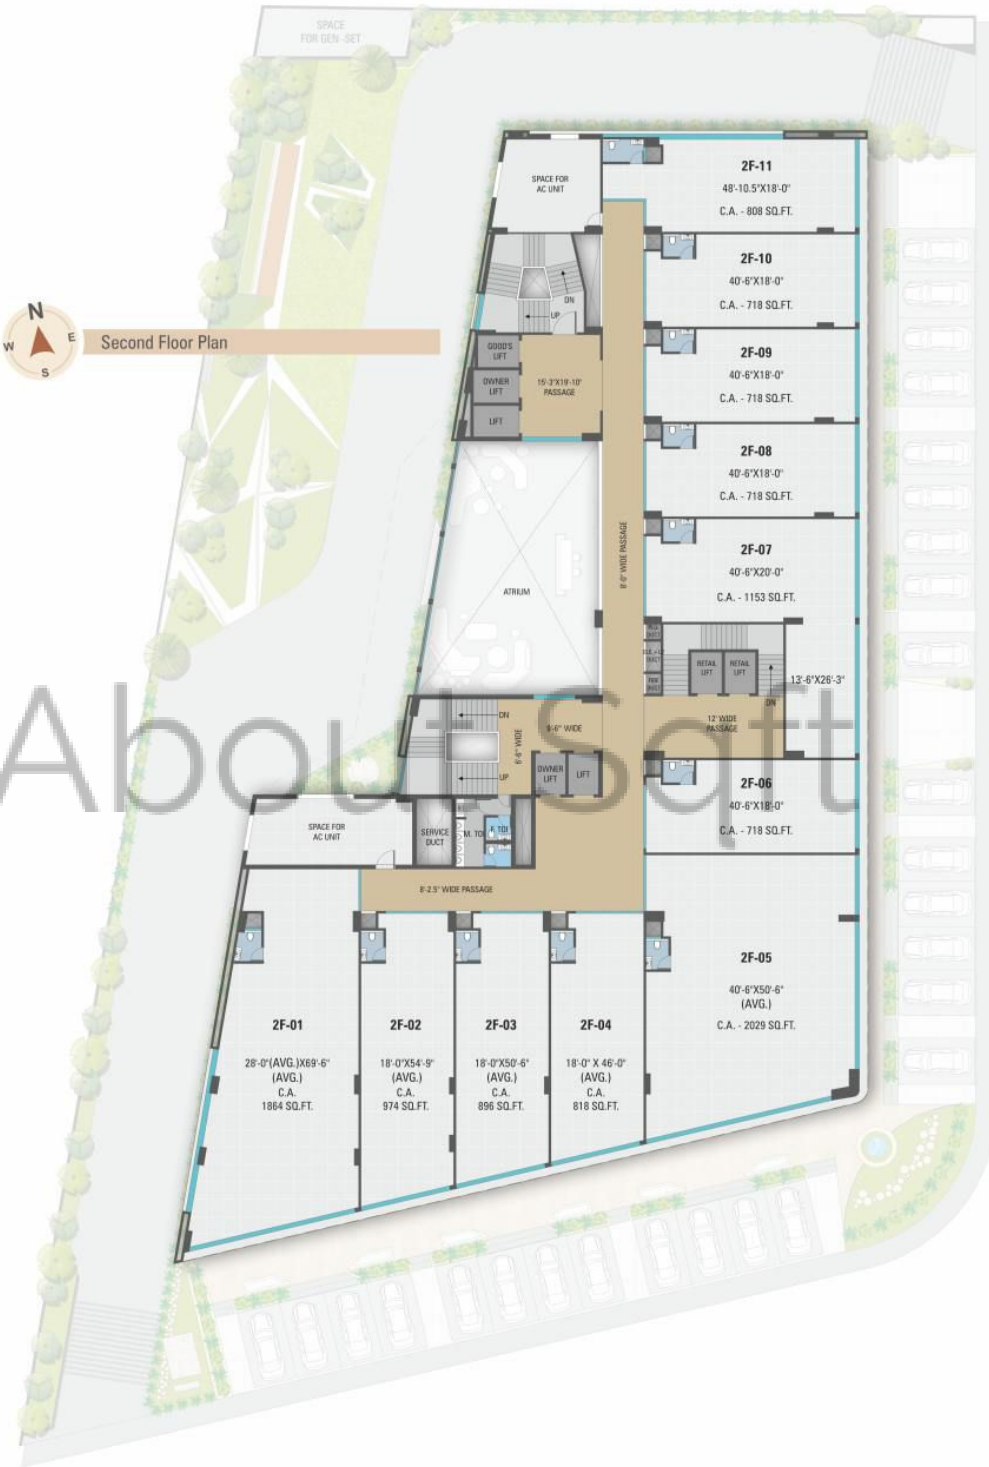 SPACE
FOR GEN -SET
N
W
E
S
Second Floor Plan
SPACE FOR
AC UNIT
2F-11
48'-10.5"X18'-0"
C.A. - 808 SQ.FT.
2F-10
40'-6"X18'-0"
C.A. - 718 SQ.FT.
DN
UP
GOOD'S
LIFT
OWNER
LIFT
LIFT
15'-3"X19'-10"
PASSAGE
2F-09
40'-6"X18'-0"
C.A. - 718 SQ.FT.
2F-08
40'-6"X18'-0"
C.A. - 718 SQ.FT.
8'-0" WIDE PASSAGE
2F-07
40'-6"X20'-0"
C.A. - 1153 SQ.FT.
ATRIUM
RETAIL
LIFT
RETAIL
LIFT
DN
13'-6"X26'-3"
12' WIDE
PASSAGE
About Sqft
DN
UP
6'-6" WIDE
9'-6" WIDE
OWNER
LIFT
LIFT
2F-06
40'-6"X18'-0"
C.A. - 718 SQ.FT.
SPACE FOR
AC UNIT
SERVICE
DUCT
M. TOI
F. TOI
8'-2.5" WIDE PASSAGE
2F-05
40'-6"X50'-6"
(AVG.)
C.A. - 2029 SQ.FT.
2F-01
28'-0"(AVG.)X69'-6"
(AVG.)
C.A.
1864 SQ.FT.
2F-02
18'-0"X54'-9"
(AVG.)
C.A.
974 SQ.FT.
2F-03
18'-0"X50'-6"
(AVG.)
C.A.
896 SQ.FT.
2F-04
18'-0" X 46'-0"
(AVG.)
C.A.
818 SQ.FT.